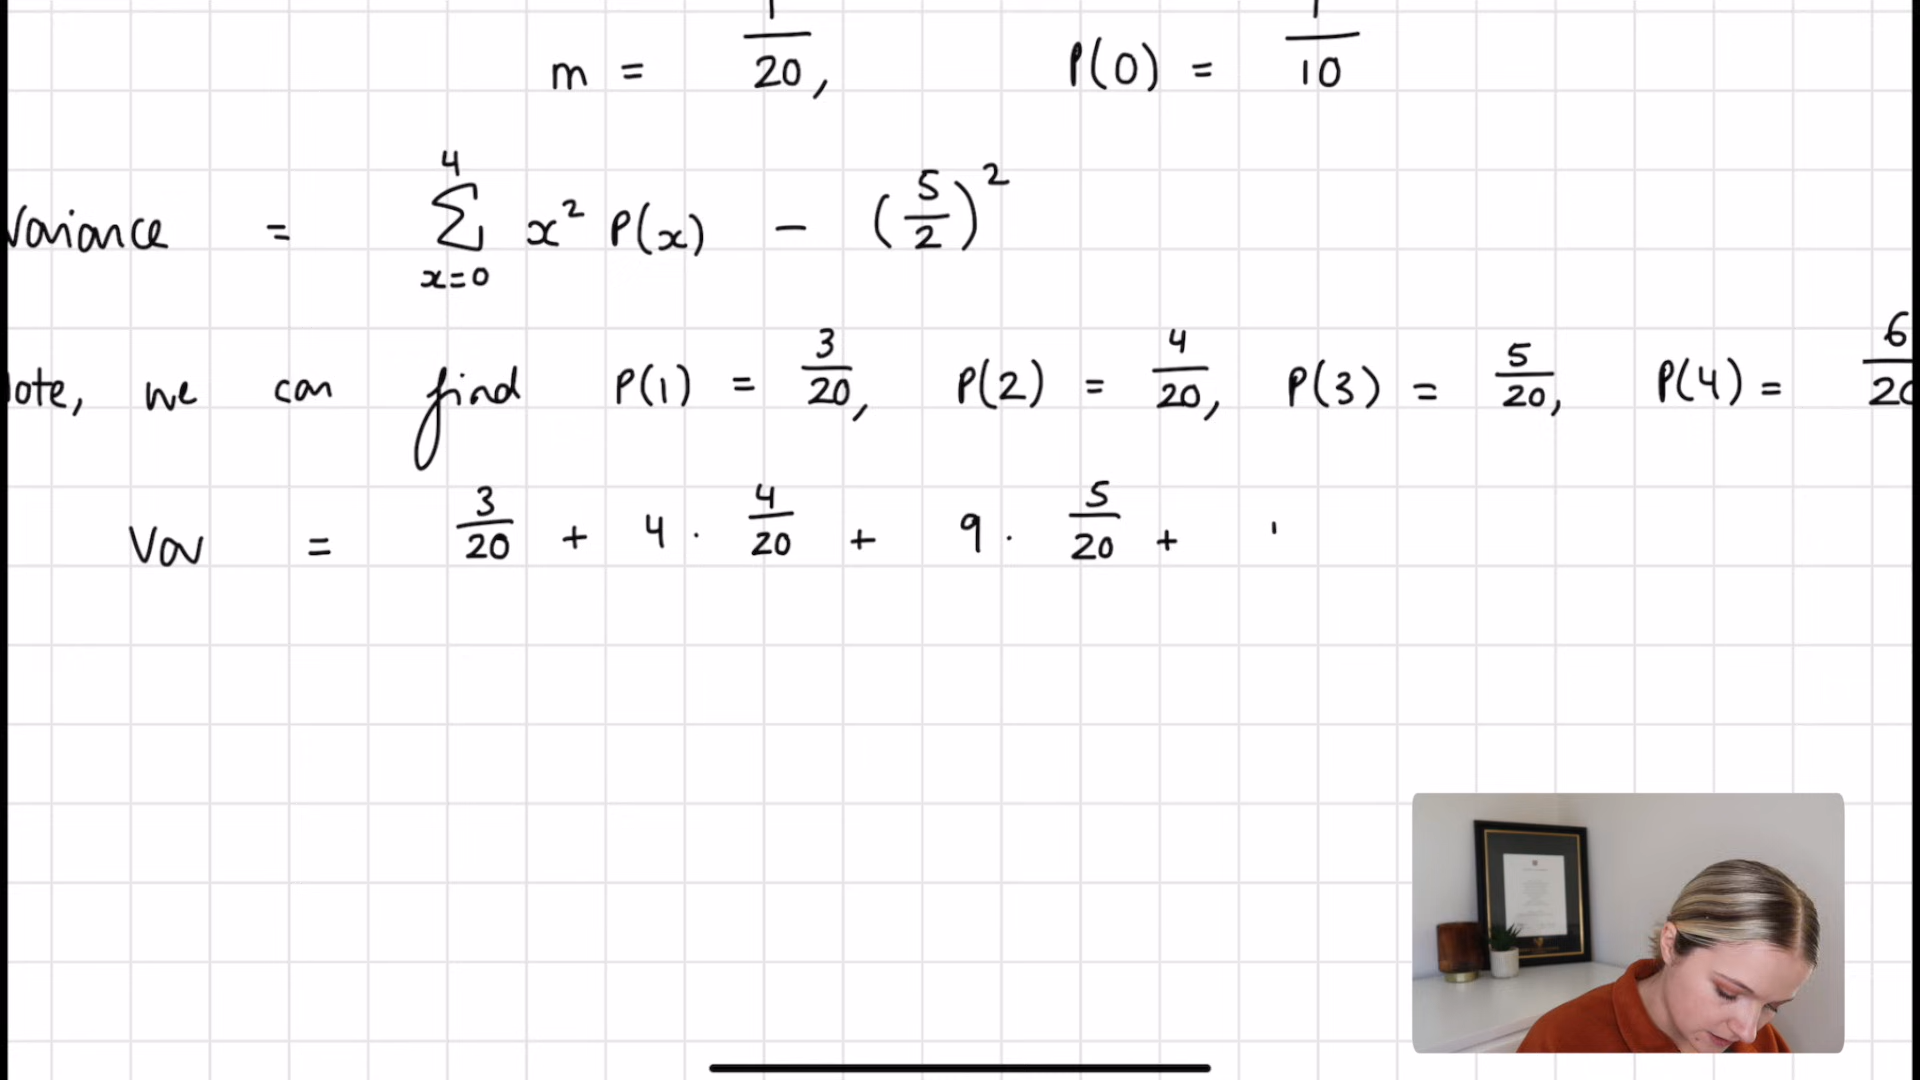 m = 1/20, P(0) = 1/10
Variance = 4 ∑ x=0 x² P(x) − (5/2)²
ote, we can find P(1) = 3/20, P(2) = 4/20, P(3) = 5/20, P(4) = 6/20
Var = 3/20 + 4 · 4/20 + 9 · 5/20 +